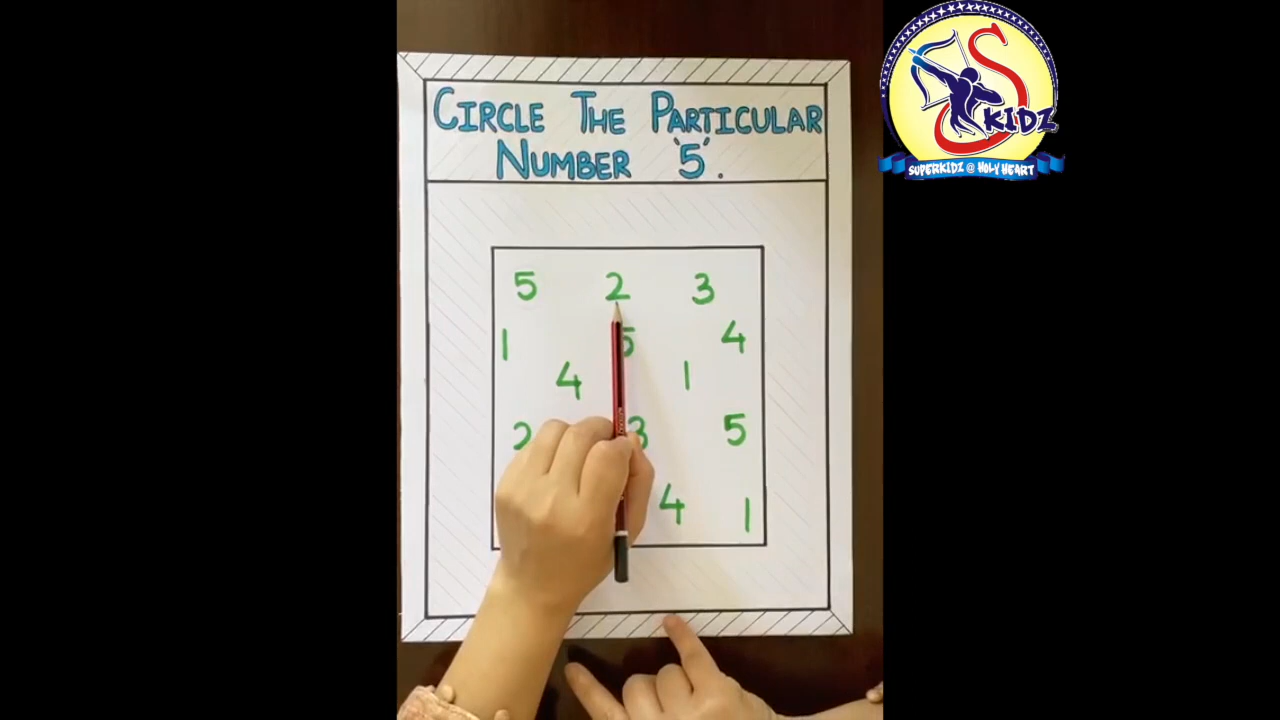 CIRCLE THE PARTICULAR
NUMBER '5'.
5 2 3
1 5 4
4 1
2 3 5
4 1
S
KIDZ
SUPERKIDZ @ HOLY HEART